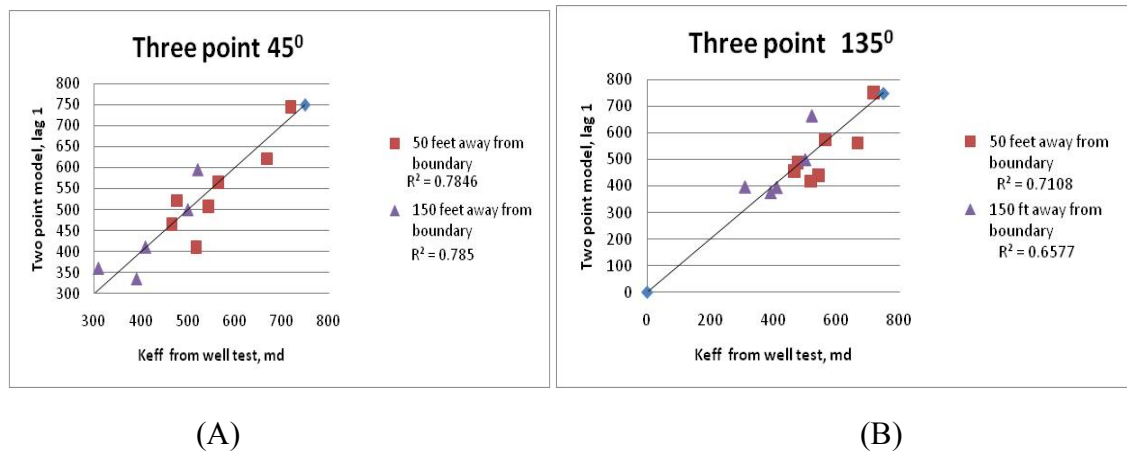 Three point 45⁰
800
750
700
650
600
550
500
450
400
350
300
Two point model, lag 1
300 400 500 600 700 800
Keff from well test, md
50 feet away from
boundary
R² = 0.7846
150 feet away from
boundary
R² = 0.785
(A)
Three point 135⁰
800
700
600
500
400
300
200
100
0
Two point model, lag 1
0 200 400 600 800
Keff from well test, md
50 feet away from
boundary
R² = 0.7108
150 ft away from
boundary
R² = 0.6577
(B)